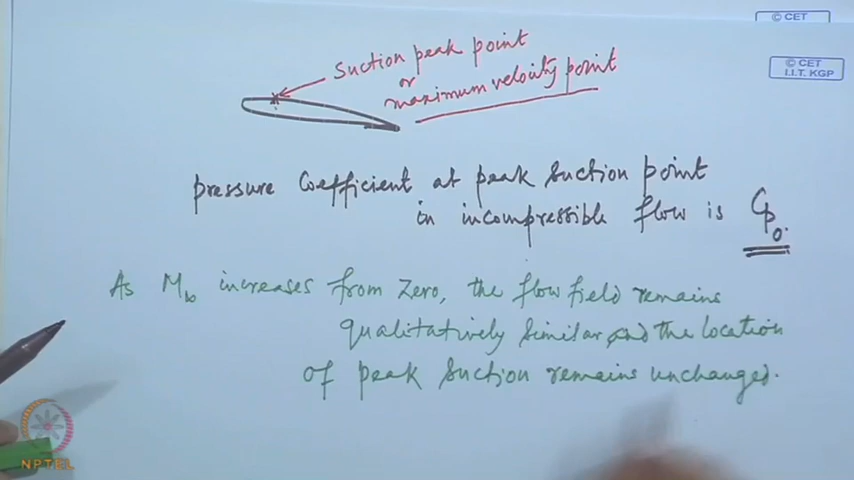 © CET
© CET
I.I.T. KGP
Suction peak point
or
maximum velocity point
pressure Coefficient at peak suction point
in incompressible flow is Cp₀.
As M∞ increases from zero, the flow field remains
qualitatively similar and the location
of peak suction remains unchanged.
NPTEL